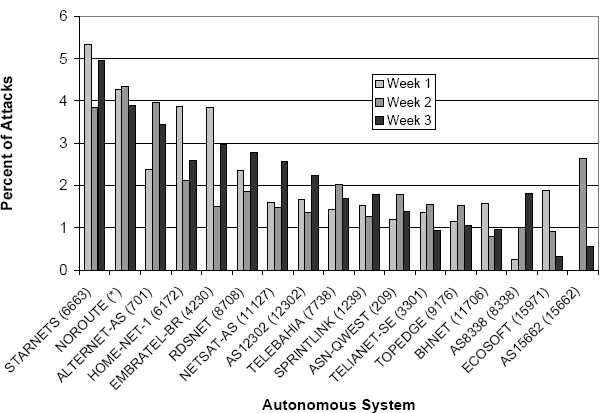 6
5
4
3
2
1
0
Percent of Attacks
Week 1
Week 2
Week 3
STARNETS (6663)
NOROUTE (*)
ALTERNET-AS (701)
HOME-NET-1 (6172)
EMBRATEL-BR (4230)
RDSNET (8708)
NETSAT-AS (11127)
AS12302 (12302)
TELEBAHIA (7738)
SPRINTLINK (1239)
ASN-QWEST (209)
TELIANET-SE (3301)
TOPEDGE (9176)
BHNET (11706)
AS8338 (8338)
ECOSOFT (15971)
AS15662 (15662)
Autonomous System